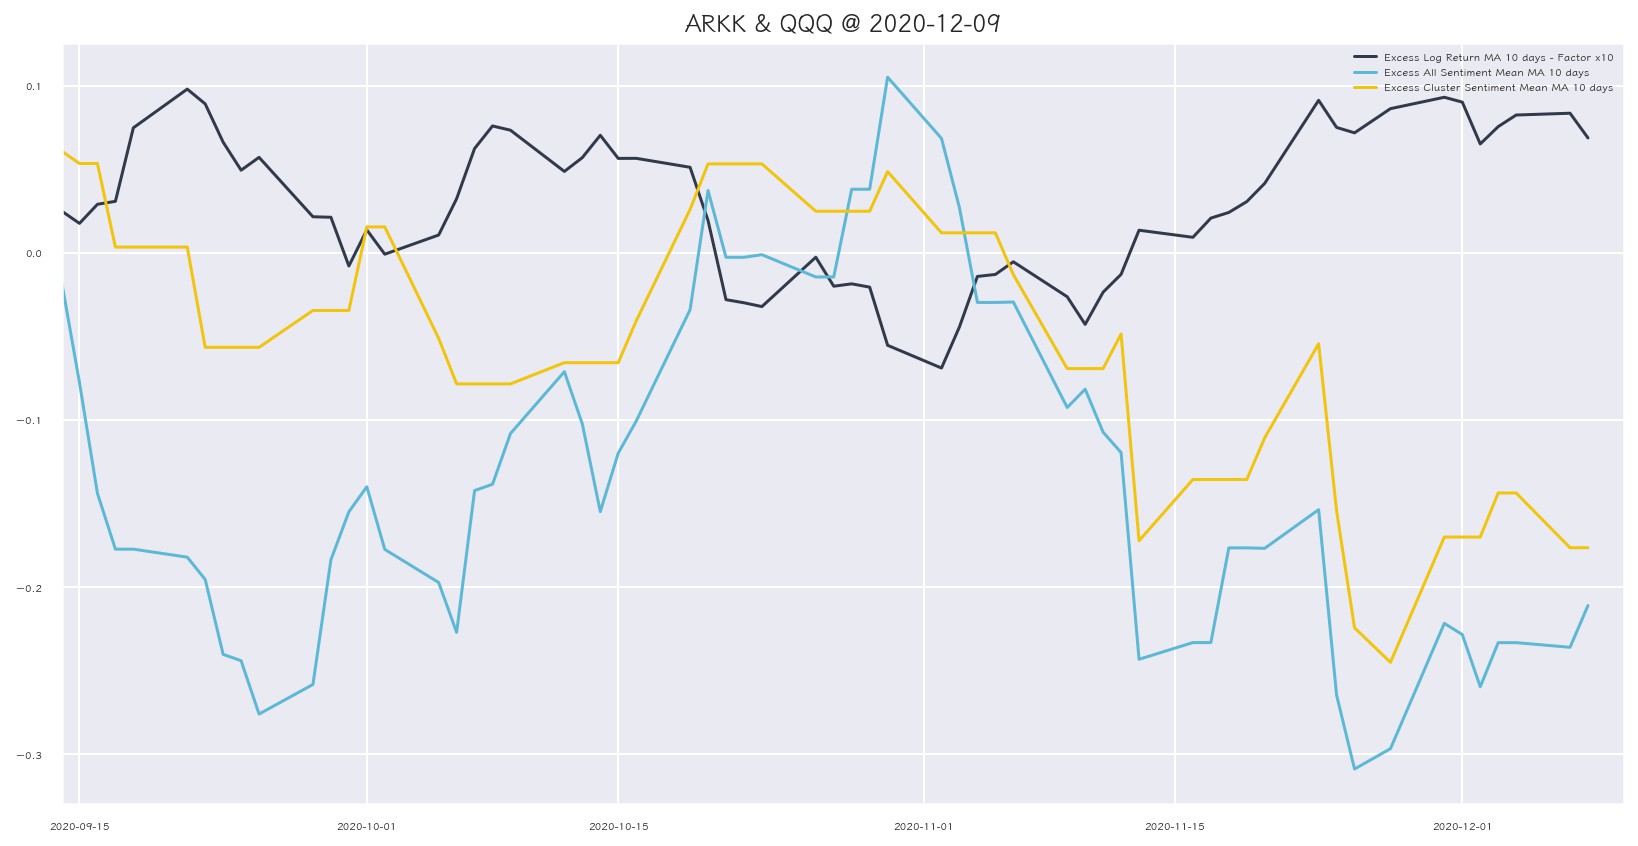 ARKK & QQQ @ 2020-12-09
Excess Log Return MA 10 days - Factor x10
Excess All Sentiment Mean MA 10 days
Excess Cluster Sentiment Mean MA 10 days
0.1
0.0
−0.1
−0.2
−0.3
2020-09-15 2020-10-01 2020-10-15 2020-11-01 2020-11-15 2020-12-01